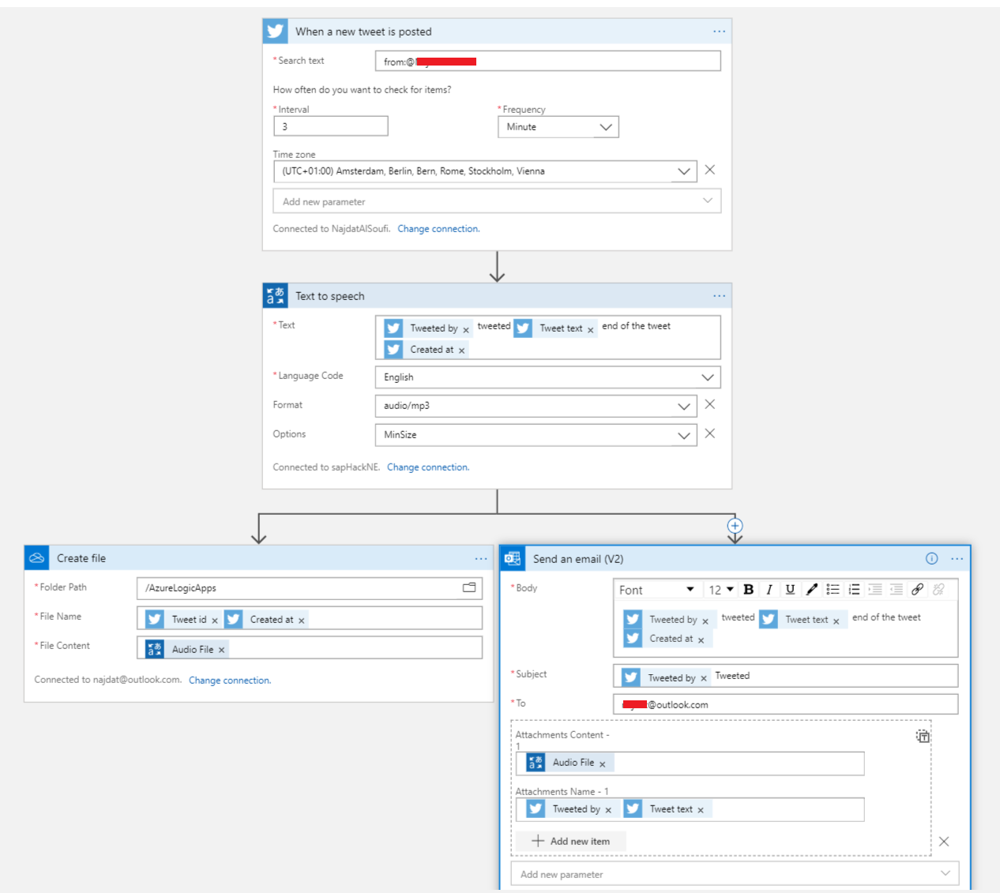 When a new tweet is posted
* Search text
from:@
How often do you want to check for items?
* Interval
* Frequency
3
Minute
Time zone
(UTC+01:00) Amsterdam, Berlin, Bern, Rome, Stockholm, Vienna
Add new parameter
Connected to NajdatAlSoufi. Change connection.
Text to speech
* Text
Tweeted by x tweeted Tweet text x end of the tweet
Created at x
* Language Code
English
Format
audio/mp3
Options
MinSize
Connected to sapHackNE. Change connection.
Create file
* Folder Path
/AzureLogicApps
* File Name
Tweet id x Created at x
* File Content
Audio File x
Connected to najdat@outlook.com. Change connection.
Send an email (V2)
* Body
Font 12 B I U
Tweeted by x tweeted Tweet text x end of the tweet
Created at x
* Subject
Tweeted by x Tweeted
* To
@outlook.com
Attachments Content -
1
Audio File x
Attachments Name - 1
Tweeted by x Tweet text x
Add new item
Add new parameter